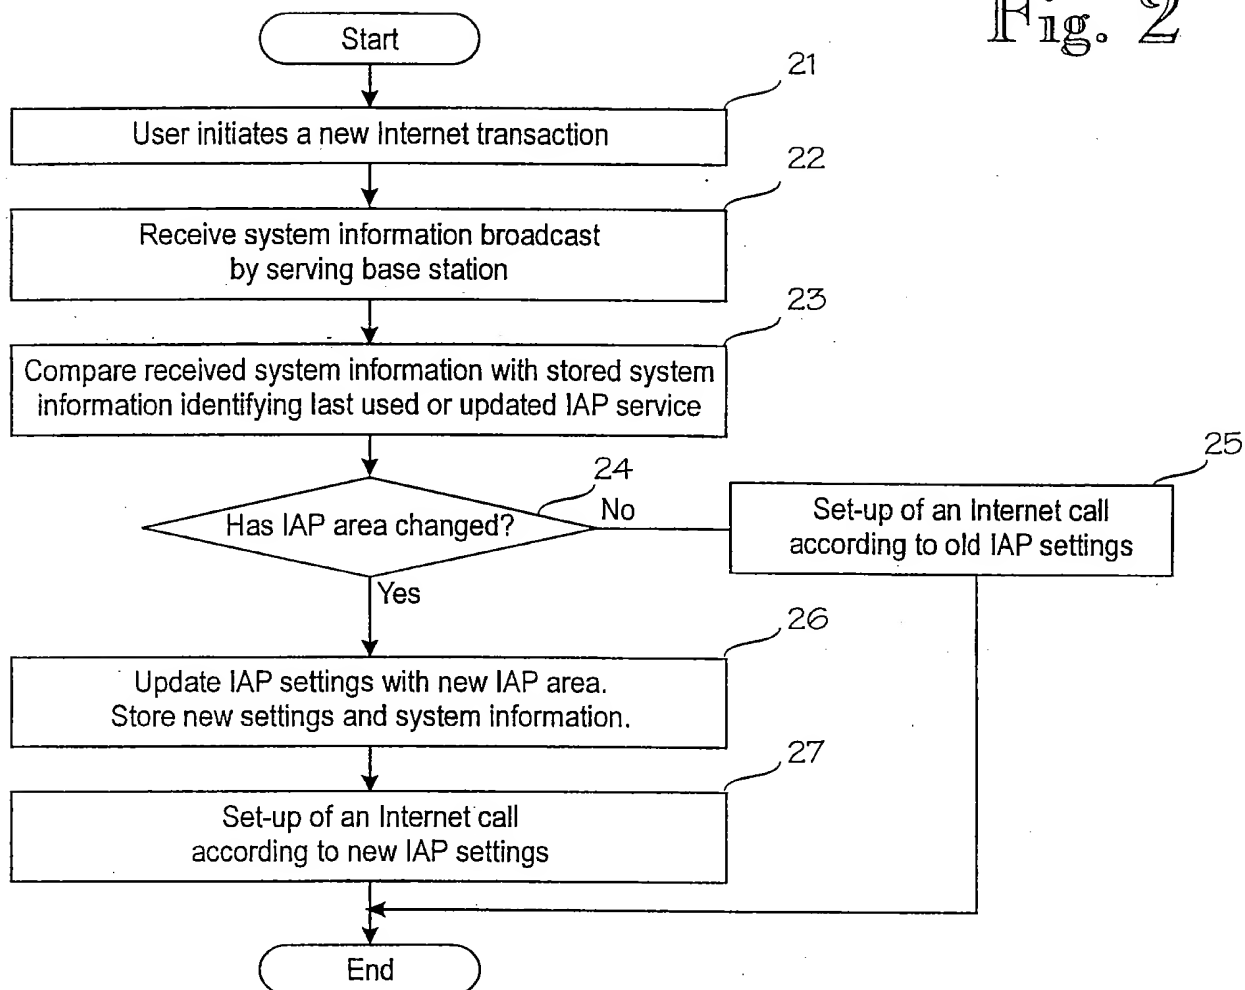 Fig. 2
Start
21
User initiates a new Internet transaction
22
Receive system information broadcast
by serving base station
23
Compare received system information with stored system
information identifying last used or updated IAP service
24
Has IAP area changed?
No
25
Set-up of an Internet call
according to old IAP settings
Yes
26
Update IAP settings with new IAP area.
Store new settings and system information.
27
Set-up of an Internet call
according to new IAP settings
End